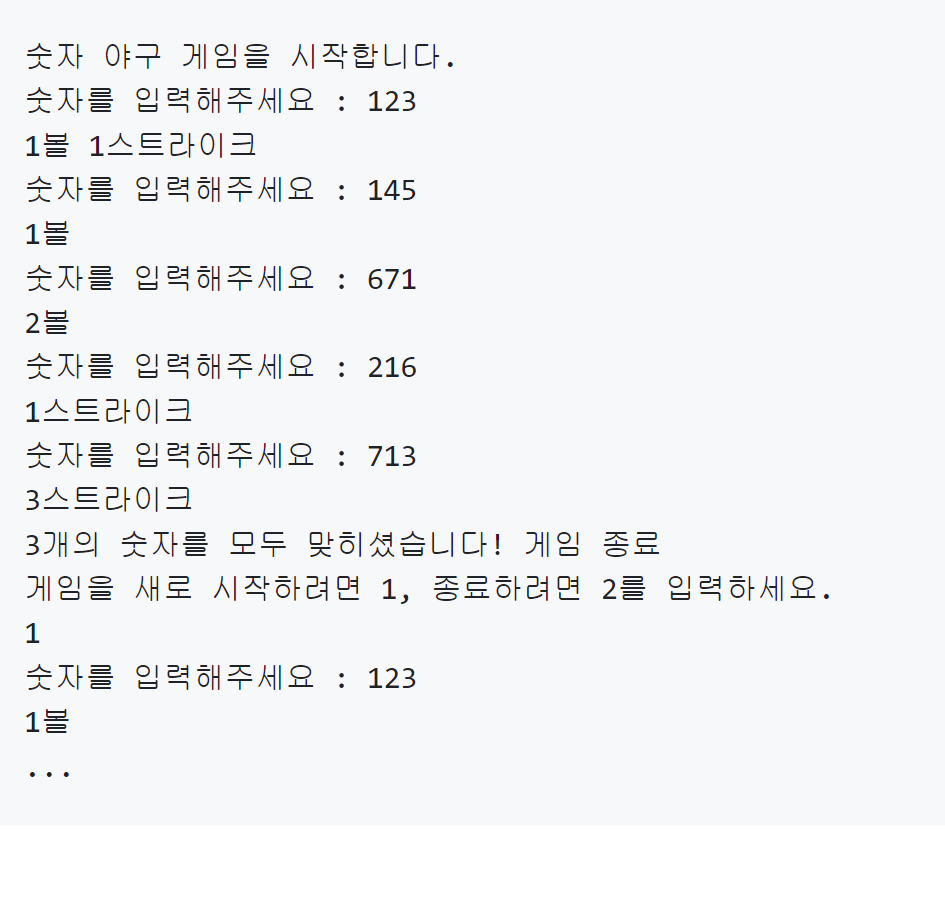 숫자 야구 게임을 시작합니다.
숫자를 입력해주세요 : 123
1볼 1스트라이크
숫자를 입력해주세요 : 145
1볼
숫자를 입력해주세요 : 671
2볼
숫자를 입력해주세요 : 216
1스트라이크
숫자를 입력해주세요 : 713
3스트라이크
3개의 숫자를 모두 맞히셨습니다! 게임 종료
게임을 새로 시작하려면 1, 종료하려면 2를 입력하세요.
1
숫자를 입력해주세요 : 123
1볼
...